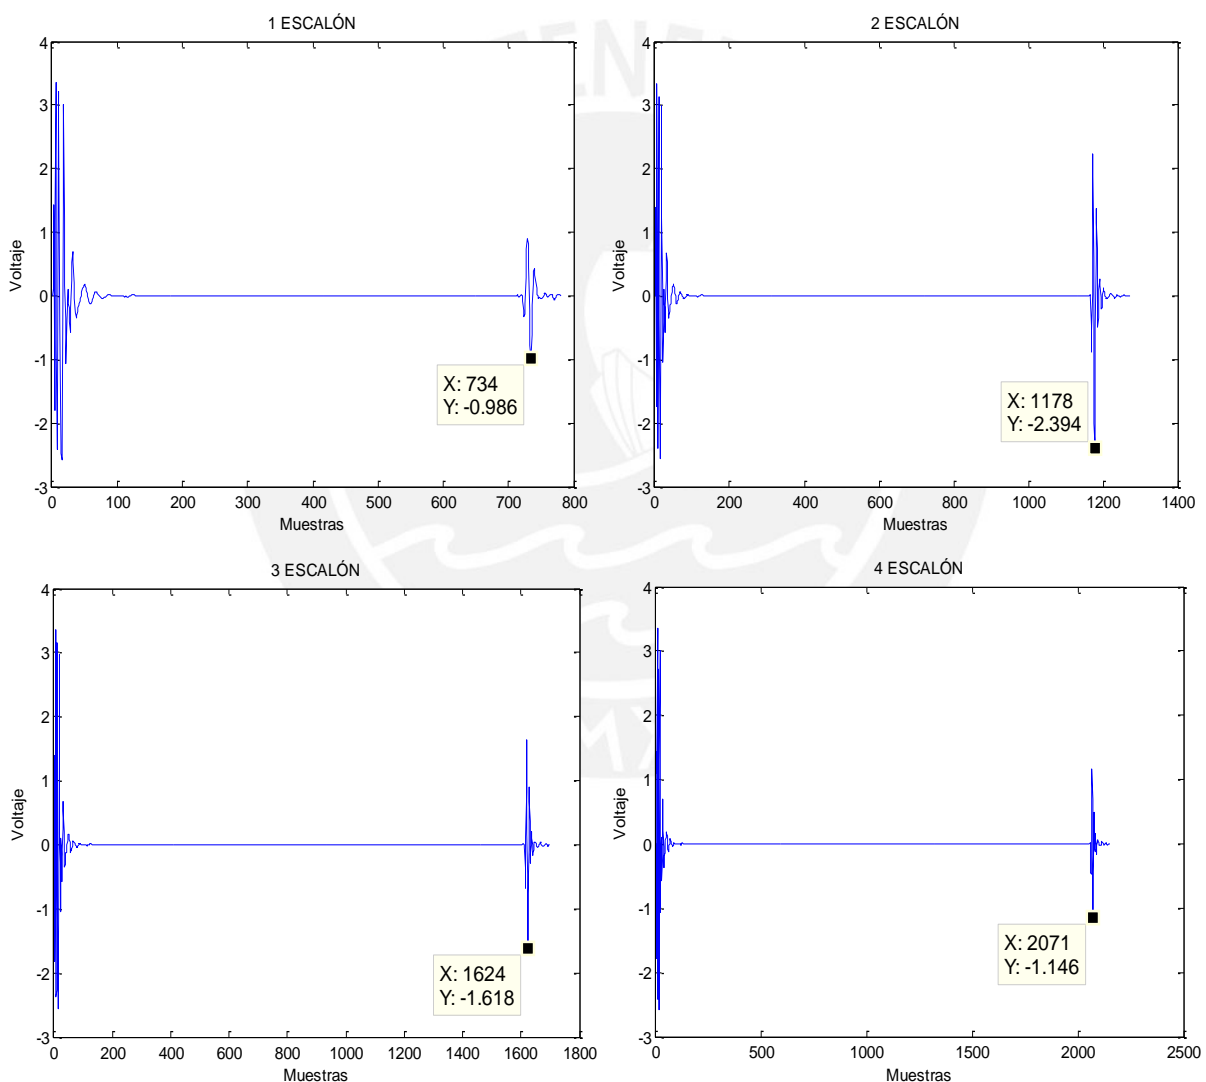 1 ESCALÓN
4
3
2
1
0
-1
-2
-3
Voltaje
X: 734
Y: -0.986
0 100 200 300 400 500 600 700 800
Muestras
2 ESCALÓN
4
3
2
1
0
-1
-2
-3
Voltaje
X: 1178
Y: -2.394
0 200 400 600 800 1000 1200 1400
Muestras
3 ESCALÓN
4
3
2
1
0
-1
-2
-3
Voltaje
X: 1624
Y: -1.618
0 200 400 600 800 1000 1200 1400 1600 1800
Muestras
4 ESCALÓN
4
3
2
1
0
-1
-2
-3
Voltaje
X: 2071
Y: -1.146
0 500 1000 1500 2000 2500
Muestras